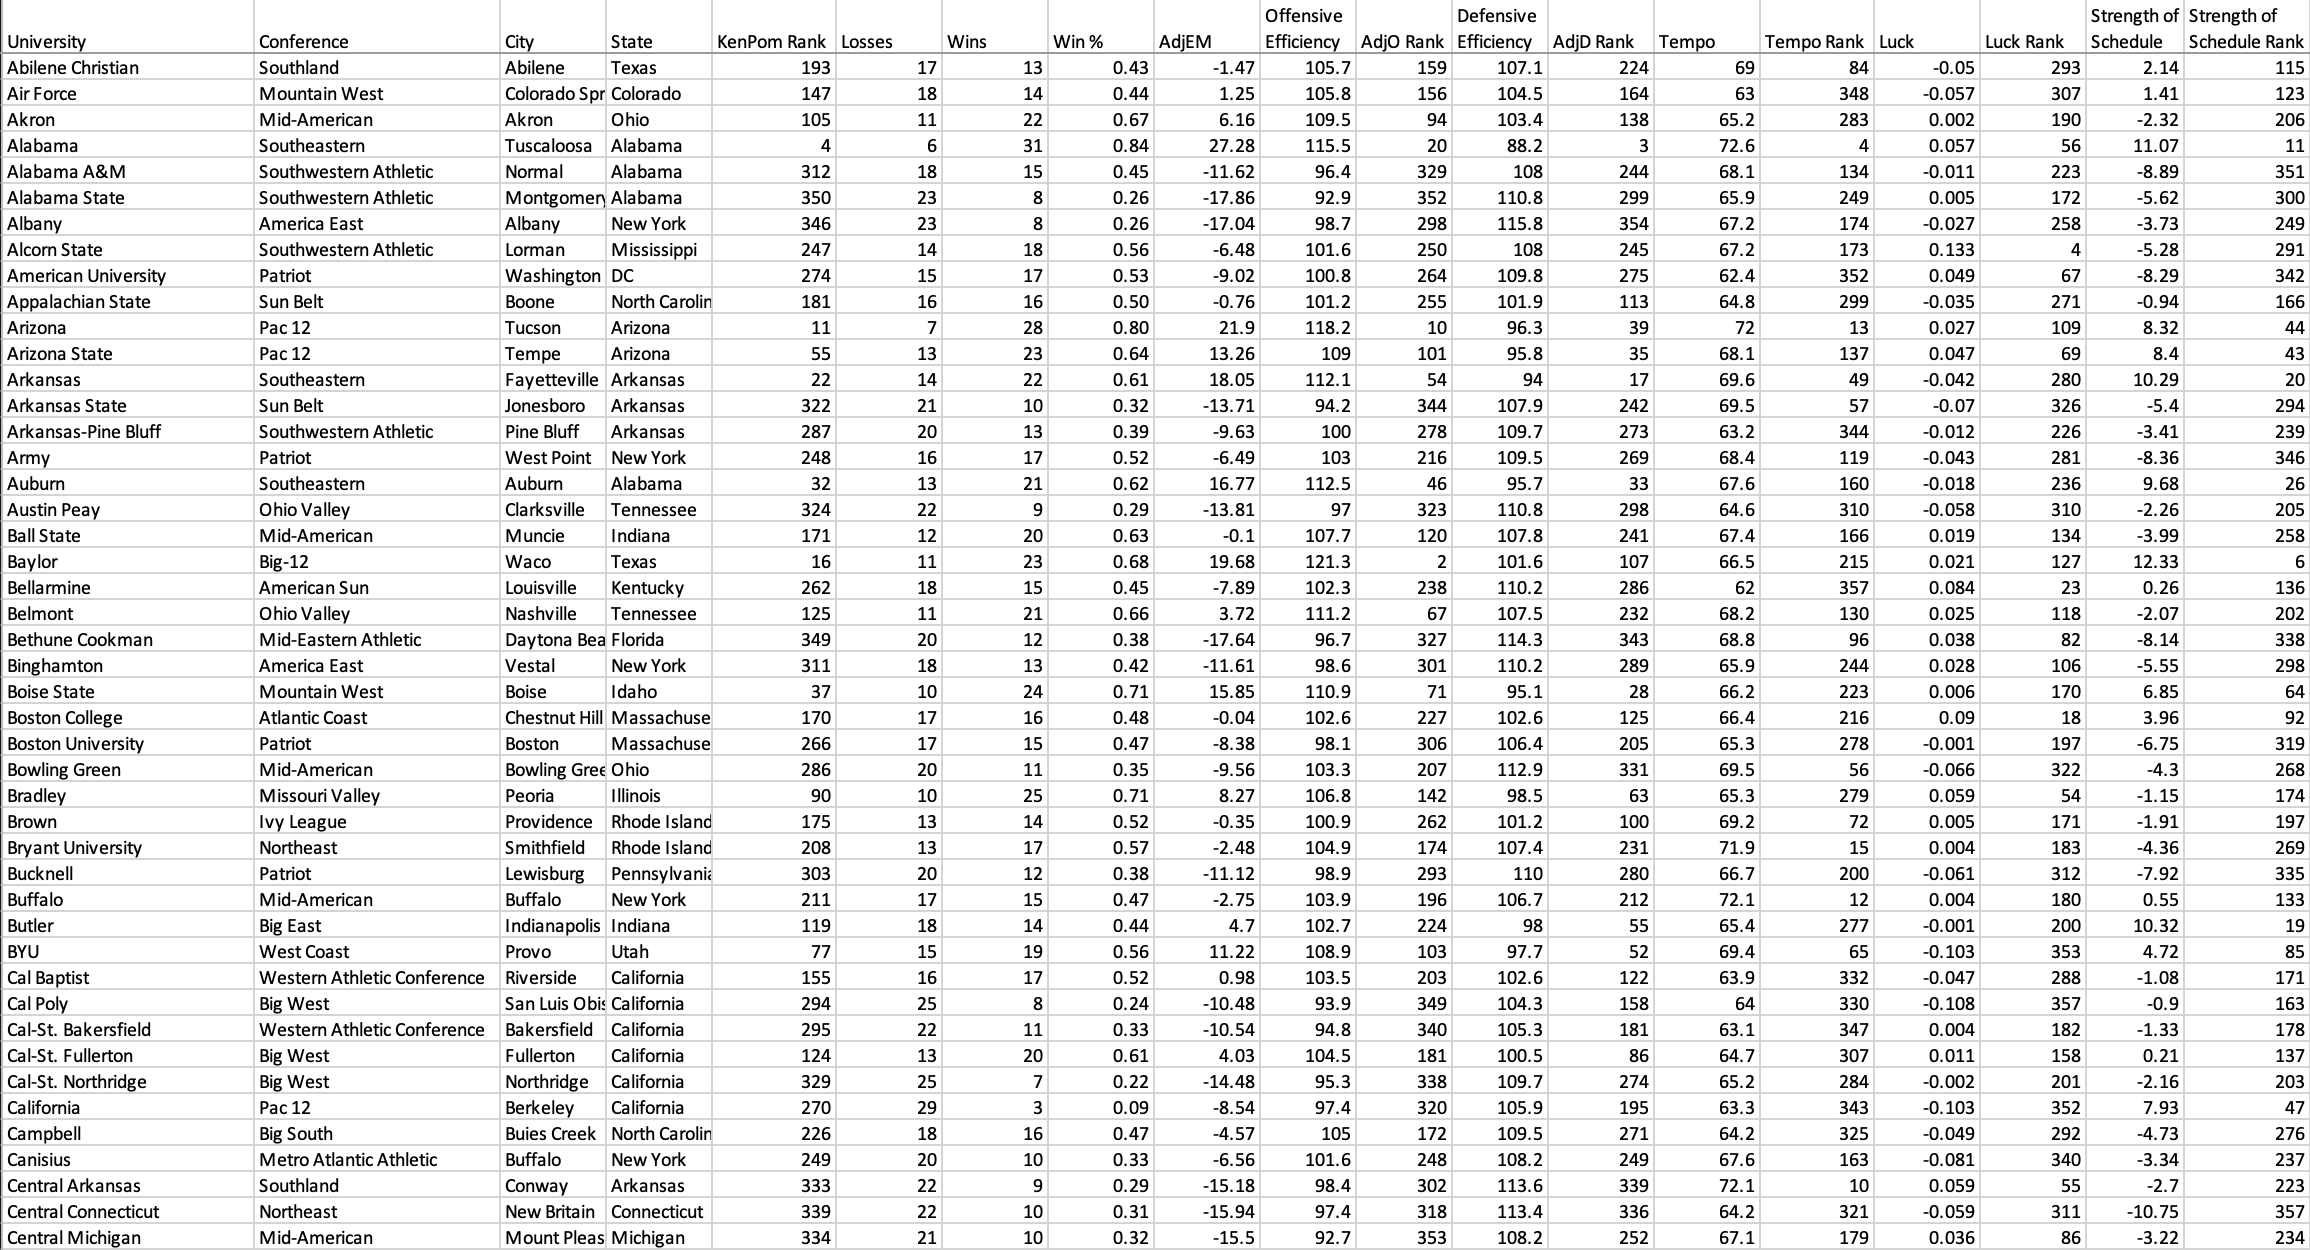 Offensive Defensive Strength of Strength of
University Conference City State KenPom Rank Losses Wins Win % AdjEM Efficiency AdjO Rank Efficiency AdjD Rank Tempo Tempo Rank Luck Luck Rank Schedule Schedule Rank
Abilene Christian Southland Abilene Texas 193 17 13 0.43 -1.47 105.7 159 107.1 224 69 84 -0.05 293 2.14 115
Air Force Mountain West Colorado Spr Colorado 147 18 14 0.44 1.25 105.8 156 104.5 164 63 348 -0.057 307 1.41 123
Akron Mid-American Akron Ohio 105 11 22 0.67 6.16 109.5 94 103.4 138 65.2 283 0.002 190 -2.32 206
Alabama Southeastern Tuscaloosa Alabama 4 6 31 0.84 27.28 115.5 20 88.2 3 72.6 4 0.057 56 11.07 11
Alabama A&M Southwestern Athletic Normal Alabama 312 18 15 0.45 -11.62 96.4 329 108 244 68.1 134 -0.011 223 -8.89 351
Alabama State Southwestern Athletic Montgomery Alabama 350 23 8 0.26 -17.86 92.9 352 110.8 299 65.9 249 0.005 172 -5.62 300
Albany America East Albany New York 346 23 8 0.26 -17.04 98.7 298 115.8 354 67.2 174 -0.027 258 -3.73 249
Alcorn State Southwestern Athletic Lorman Mississippi 247 14 18 0.56 -6.48 101.6 250 108 245 67.2 173 0.133 4 -5.28 291
American University Patriot Washington DC 274 15 17 0.53 -9.02 100.8 264 109.8 275 62.4 352 0.049 67 -8.29 342
Appalachian State Sun Belt Boone North Carolin 181 16 16 0.50 -0.76 101.2 255 101.9 113 64.8 299 -0.035 271 -0.94 166
Arizona Pac 12 Tucson Arizona 11 7 28 0.80 21.9 118.2 10 96.3 39 72 13 0.027 109 8.32 44
Arizona State Pac 12 Tempe Arizona 55 13 23 0.64 13.26 109 101 95.8 35 68.1 137 0.047 69 8.4 43
Arkansas Southeastern Fayetteville Arkansas 22 14 22 0.61 18.05 112.1 54 94 17 69.6 49 -0.042 280 10.29 20
Arkansas State Sun Belt Jonesboro Arkansas 322 21 10 0.32 -13.71 94.2 344 107.9 242 69.5 57 -0.07 326 -5.4 294
Arkansas-Pine Bluff Southwestern Athletic Pine Bluff Arkansas 287 20 13 0.39 -9.63 100 278 109.7 273 63.2 344 -0.012 226 -3.41 239
Army Patriot West Point New York 248 16 17 0.52 -6.49 103 216 109.5 269 68.4 119 -0.043 281 -8.36 346
Auburn Southeastern Auburn Alabama 32 13 21 0.62 16.77 112.5 46 95.7 33 67.6 160 -0.018 236 9.68 26
Austin Peay Ohio Valley Clarksville Tennessee 324 22 9 0.29 -13.81 97 323 110.8 298 64.6 310 -0.058 310 -2.26 205
Ball State Mid-American Muncie Indiana 171 12 20 0.63 -0.1 107.7 120 107.8 241 67.4 166 0.019 134 -3.99 258
Baylor Big-12 Waco Texas 16 11 23 0.68 19.68 121.3 2 101.6 107 66.5 215 0.021 127 12.33 6
Bellarmine American Sun Louisville Kentucky 262 18 15 0.45 -7.89 102.3 238 110.2 286 62 357 0.084 23 0.26 136
Belmont Ohio Valley Nashville Tennessee 125 11 21 0.66 3.72 111.2 67 107.5 232 68.2 130 0.025 118 -2.07 202
Bethune Cookman Mid-Eastern Athletic Daytona Bea Florida 349 20 12 0.38 -17.64 96.7 327 114.3 343 68.8 96 0.038 82 -8.14 338
Binghamton America East Vestal New York 311 18 13 0.42 -11.61 98.6 301 110.2 289 65.9 244 0.028 106 -5.55 298
Boise State Mountain West Boise Idaho 37 10 24 0.71 15.85 110.9 71 95.1 28 66.2 223 0.006 170 6.85 64
Boston College Atlantic Coast Chestnut Hill Massachuse 170 17 16 0.48 -0.04 102.6 227 102.6 125 66.4 216 0.09 18 3.96 92
Boston University Patriot Boston Massachuse 266 17 15 0.47 -8.38 98.1 306 106.4 205 65.3 278 -0.001 197 -6.75 319
Bowling Green Mid-American Bowling Gree Ohio 286 20 11 0.35 -9.56 103.3 207 112.9 331 69.5 56 -0.066 322 -4.3 268
Bradley Missouri Valley Peoria Illinois 90 10 25 0.71 8.27 106.8 142 98.5 63 65.3 279 0.059 54 -1.15 174
Brown Ivy League Providence Rhode Island 175 13 14 0.52 -0.35 100.9 262 101.2 100 69.2 72 0.005 171 -1.91 197
Bryant University Northeast Smithfield Rhode Island 208 13 17 0.57 -2.48 104.9 174 107.4 231 71.9 15 0.004 183 -4.36 269
Bucknell Patriot Lewisburg Pennsylvania 303 20 12 0.38 -11.12 98.9 293 110 280 66.7 200 -0.061 312 -7.92 335
Buffalo Mid-American Buffalo New York 211 17 15 0.47 -2.75 103.9 196 106.7 212 72.1 12 0.004 180 0.55 133
Butler Big East Indianapolis Indiana 119 18 14 0.44 4.7 102.7 224 98 55 65.4 277 -0.001 200 10.32 19
BYU West Coast Provo Utah 77 15 19 0.56 11.22 108.9 103 97.7 52 69.4 65 -0.103 353 4.72 85
Cal Baptist Western Athletic Conference Riverside California 155 16 17 0.52 0.98 103.5 203 102.6 122 63.9 332 -0.047 288 -1.08 171
Cal Poly Big West San Luis Obis California 294 25 8 0.24 -10.48 93.9 349 104.3 158 64 330 -0.108 357 -0.9 163
Cal-St. Bakersfield Western Athletic Conference Bakersfield California 295 22 11 0.33 -10.54 94.8 340 105.3 181 63.1 347 0.004 182 -1.33 178
Cal-St. Fullerton Big West Fullerton California 124 13 20 0.61 4.03 104.5 181 100.5 86 64.7 307 0.011 158 0.21 137
Cal-St. Northridge Big West Northridge California 329 25 7 0.22 -14.48 95.3 338 109.7 274 65.2 284 -0.002 201 -2.16 203
California Pac 12 Berkeley California 270 29 3 0.09 -8.54 97.4 320 105.9 195 63.3 343 -0.103 352 7.93 47
Campbell Big South Buies Creek North Carolin 226 18 16 0.47 -4.57 105 172 109.5 271 64.2 325 -0.049 292 -4.73 276
Canisius Metro Atlantic Athletic Buffalo New York 249 20 10 0.33 -6.56 101.6 248 108.2 249 67.6 163 -0.081 340 -3.34 237
Central Arkansas Southland Conway Arkansas 333 22 9 0.29 -15.18 98.4 302 113.6 339 72.1 10 0.059 55 -2.7 223
Central Connecticut Northeast New Britain Connecticut 339 22 10 0.31 -15.94 97.4 318 113.4 336 64.2 321 -0.059 311 -10.75 357
Central Michigan Mid-American Mount Pleas Michigan 334 21 10 0.32 -15.5 92.7 353 108.2 252 67.1 179 0.036 86 -3.22 234